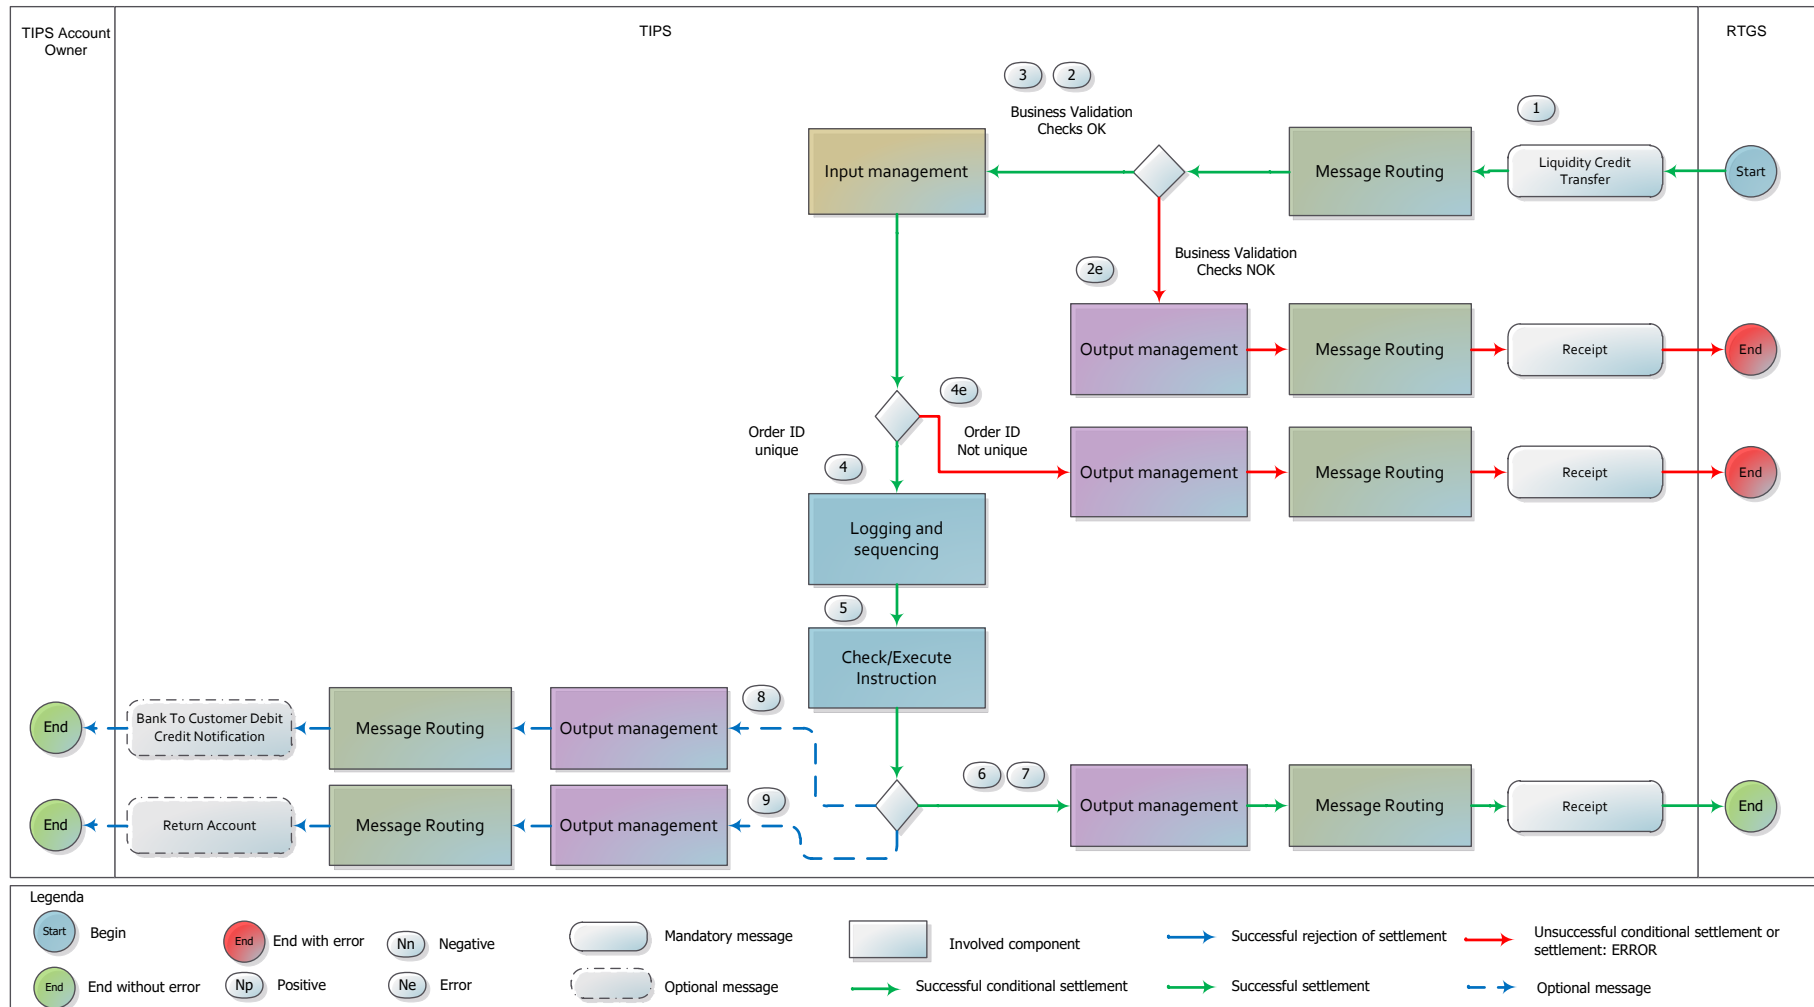 TIPS Account
Owner
TIPS
RTGS
3
2
1
Business Validation
Checks OK
Input management
Message Routing
Liquidity Credit
Transfer
Start
Business Validation
Checks NOK
2e
Output management
Message Routing
Receipt
End
4e
Order ID
unique
Order ID
Not unique
4
Output management
Message Routing
Receipt
End
Logging and
sequencing
5
Check/Execute
Instruction
End
Bank To Customer Debit
Credit Notification
Message Routing
Output management
8
6
7
Output management
Message Routing
Receipt
End
End
Return Account
Message Routing
Output management
9
Legenda
Start
Begin
End
End with error
Nn
Negative
Mandatory message
Involved component
Successful rejection of settlement
Unsuccessful conditional settlement or
settlement: ERROR
End
End without error
Np
Positive
Ne
Error
Optional message
Successful conditional settlement
Successful settlement
Optional message